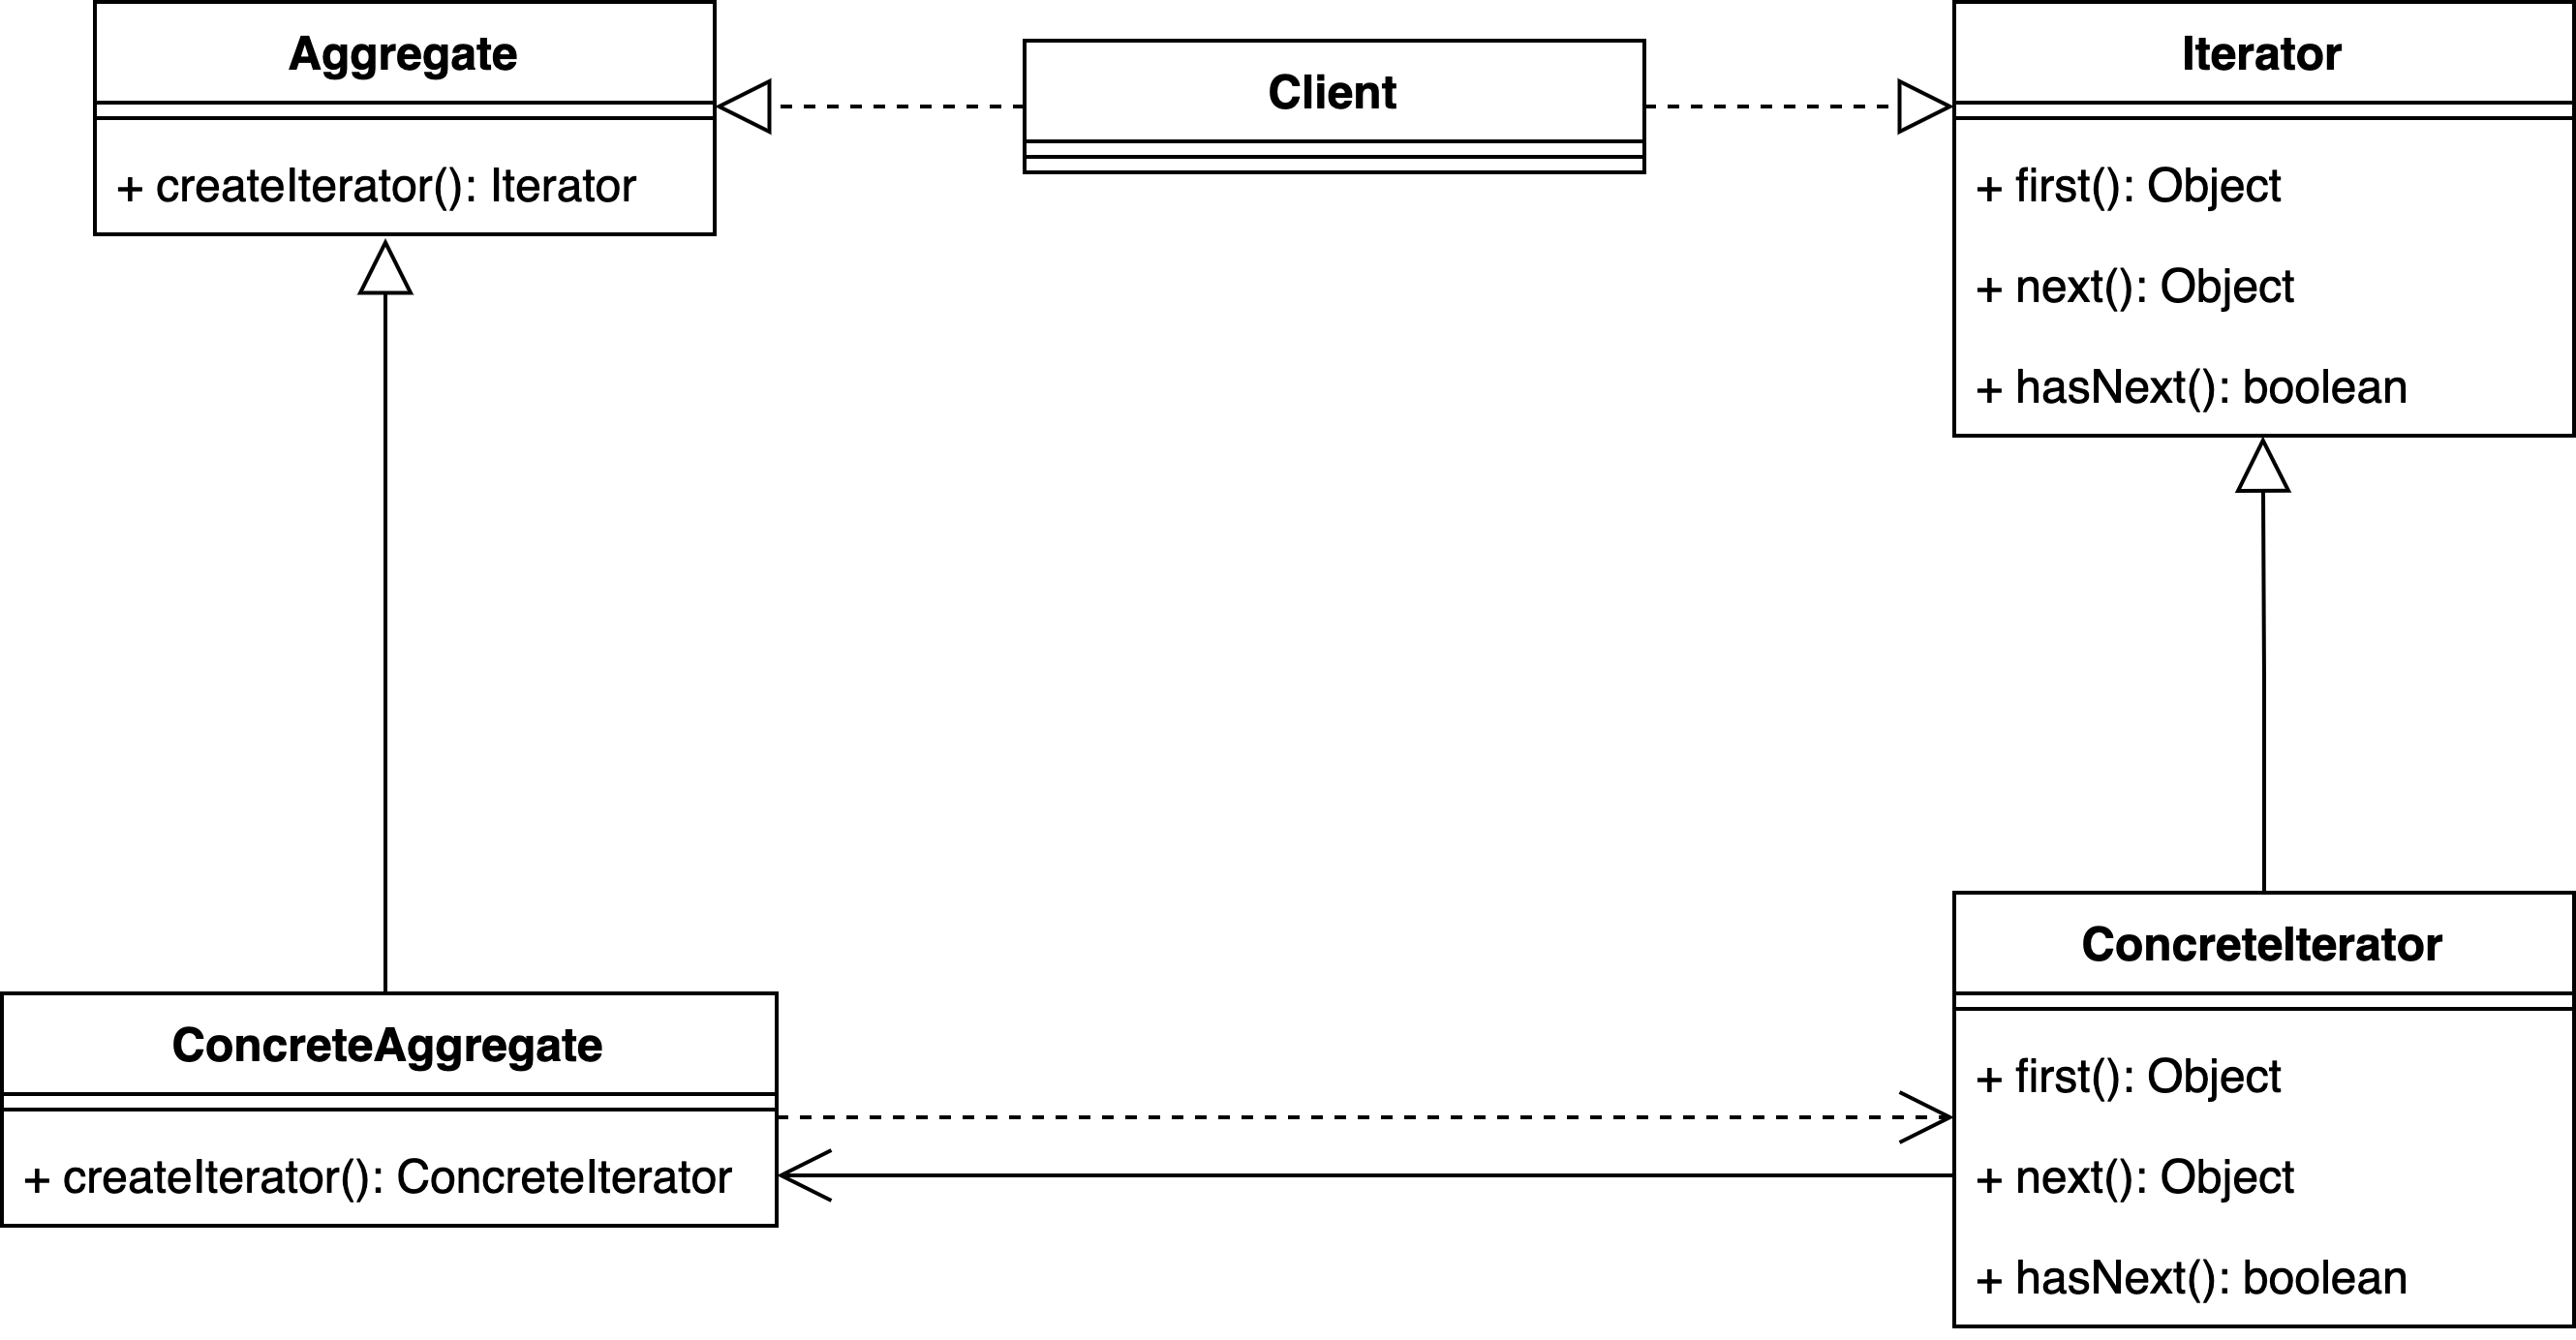 Aggregate
+ createIterator(): Iterator
Client
Iterator
+ first(): Object
+ next(): Object
+ hasNext(): boolean
ConcreteAggregate
+ createIterator(): ConcreteIterator
ConcreteIterator
+ first(): Object
+ next(): Object
+ hasNext(): boolean